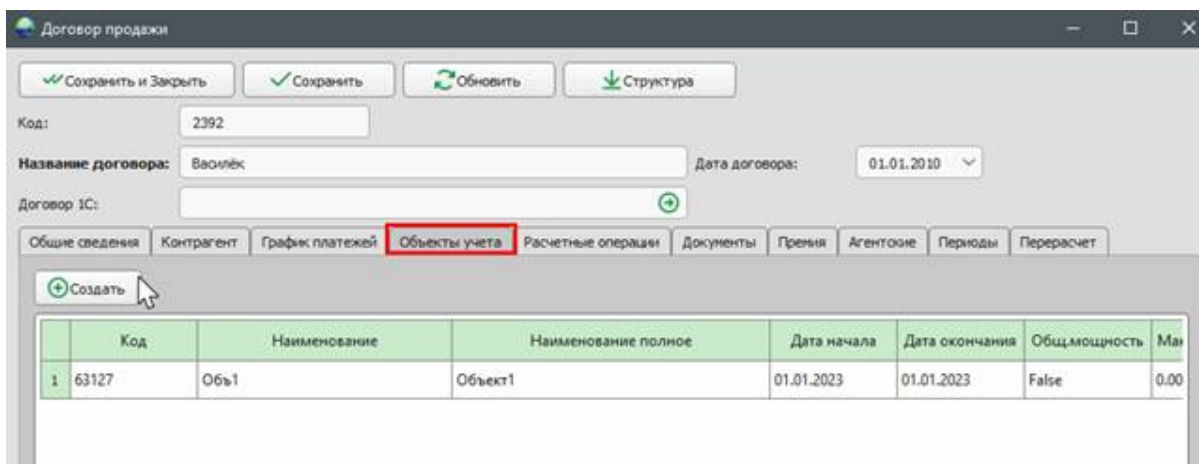 Договор продажи
Сохранить и Закрыть Сохранить Обновить Структура
Код: 2392
Название договора: Василёк Дата договора: 01.01.2010
Договор 1С:
Общие сведения Контрагент График платежей Объекты учета Расчетные операции Документы Премия Агентские Периоды Перерасчет
Создать
Код Наименование Наименование полное Дата начала Дата окончания Общ.мощность Ма
1 63127 Объ1 Объект1 01.01.2023 01.01.2023 False 0.00